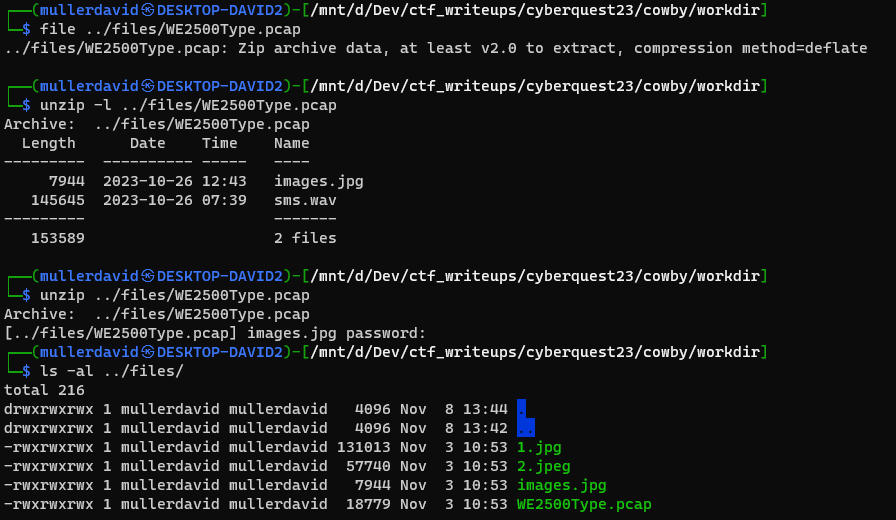 ┌──(mullerdavid㉿DESKTOP-DAVID2)-[/mnt/d/Dev/ctf_writeups/cyberquest23/cowby/workdir]
└─$ file ../files/WE2500Type.pcap
../files/WE2500Type.pcap: Zip archive data, at least v2.0 to extract, compression method=deflate
┌──(mullerdavid㉿DESKTOP-DAVID2)-[/mnt/d/Dev/ctf_writeups/cyberquest23/cowby/workdir]
└─$ unzip -l ../files/WE2500Type.pcap
Archive:  ../files/WE2500Type.pcap
  Length      Date    Time    Name
---------  ---------- -----   ----
     7944  2023-10-26 12:43   images.jpg
   145645  2023-10-26 07:39   sms.wav
---------                     -------
   153589                     2 files
┌──(mullerdavid㉿DESKTOP-DAVID2)-[/mnt/d/Dev/ctf_writeups/cyberquest23/cowby/workdir]
└─$ unzip ../files/WE2500Type.pcap
Archive:  ../files/WE2500Type.pcap
[../files/WE2500Type.pcap] images.jpg password:
┌──(mullerdavid㉿DESKTOP-DAVID2)-[/mnt/d/Dev/ctf_writeups/cyberquest23/cowby/workdir]
└─$ ls -al ../files/
total 216
drwxrwxrwx 1 mullerdavid mullerdavid   4096 Nov  8 13:44 .
drwxrwxrwx 1 mullerdavid mullerdavid   4096 Nov  8 13:42 ..
-rwxrwxrwx 1 mullerdavid mullerdavid 131013 Nov  3 10:53 1.jpg
-rwxrwxrwx 1 mullerdavid mullerdavid  57740 Nov  3 10:53 2.jpeg
-rwxrwxrwx 1 mullerdavid mullerdavid   7944 Nov  3 10:53 images.jpg
-rwxrwxrwx 1 mullerdavid mullerdavid  18779 Nov  3 10:53 WE2500Type.pcap